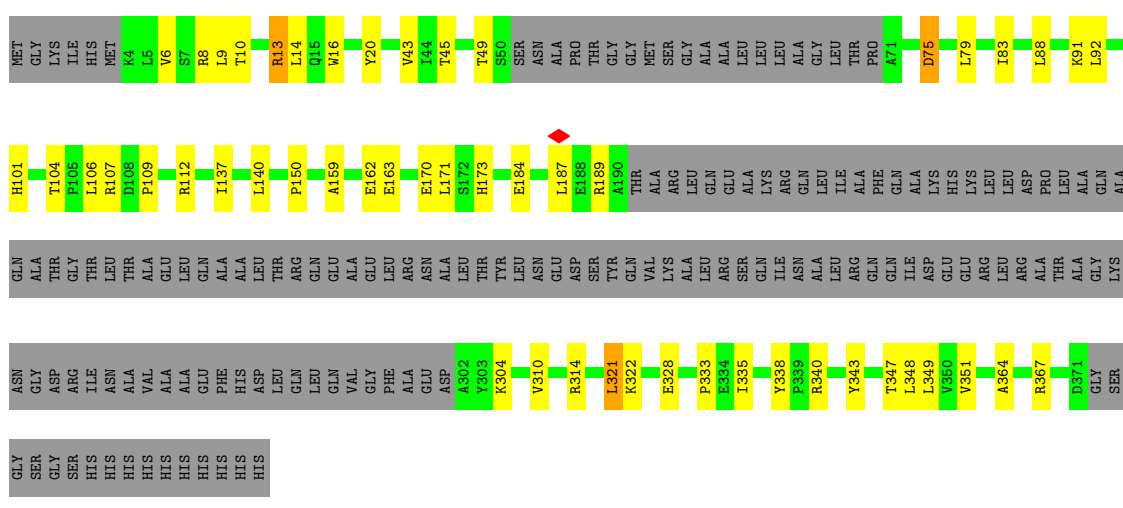 MET GLY LYS ILE HIS MET K4 L5 V6 S7 R8 L9 T10 R13 L14 Q15 W16 Y20 V43 I44 T45 T49 S50 SER ASN ALA PRO THR GLY GLY MET SER GLY ALA ALA LEU LEU LEU ALA GLY LEU THR PRO A71 D75 L79 I83 L88 K91 L92
H101 T104 P105 L106 R107 D108 P109 R112 I137 L140 P150 A159 E162 E163 E170 L171 S172 H173 E184 L187 E188 R189 A190 THR ALA ARG LEU GLN GLU ALA LYS ARG GLN LEU ILE ALA PHE GLN ALA LYS HIS LYS LEU LEU ASP PRO LEU ALA GLN ALA
GLN ALA THR GLY THR LEU THR ALA GLU LEU GLN ALA ALA LEU THR ARG GLN GLU ALA GLU LEU ARG ASN ALA LEU THR TYR LEU ASN GLU ASP SER TYR GLN VAL LYS ALA LEU ARG SER GLN ILE ASN ALA LEU ARG GLN GLN ILE ASP GLU GLU ARG LEU ARG ALA THR ALA GLY LYS
ASN GLY ASP ARG ILE ASN ALA VAL ALA ALA GLU PHE HIS ASP LEU GLN LEU GLN VAL GLY PHE ALA GLU ASP A302 Y303 K304 V310 R314 L321 K322 E328 P333 E334 I335 Y338 P339 R340 Y343 T347 L348 L349 V350 V351 A364 R367 D371 GLY SER
GLY SER GLY SER HIS HIS HIS HIS HIS HIS HIS HIS HIS HIS